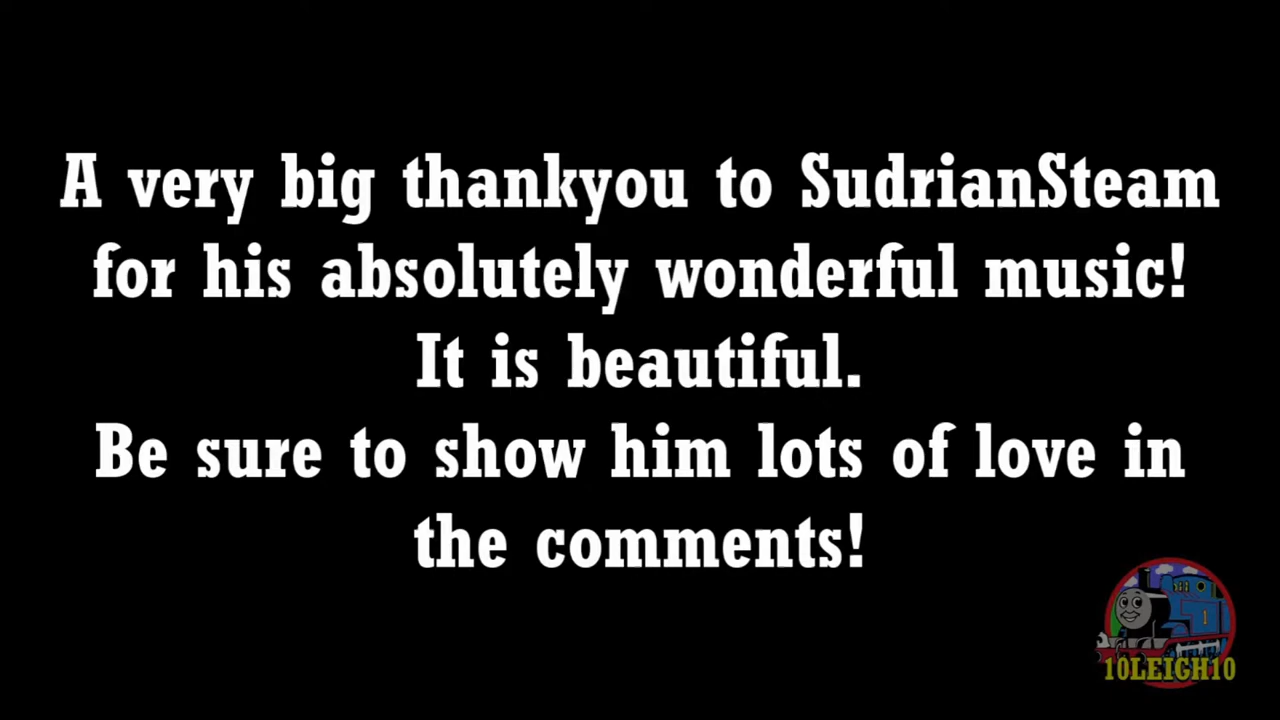 A very big thankyou to SudrianSteam
for his absolutely wonderful music!
It is beautiful.
Be sure to show him lots of love in
the comments!
1
10LEIGH10